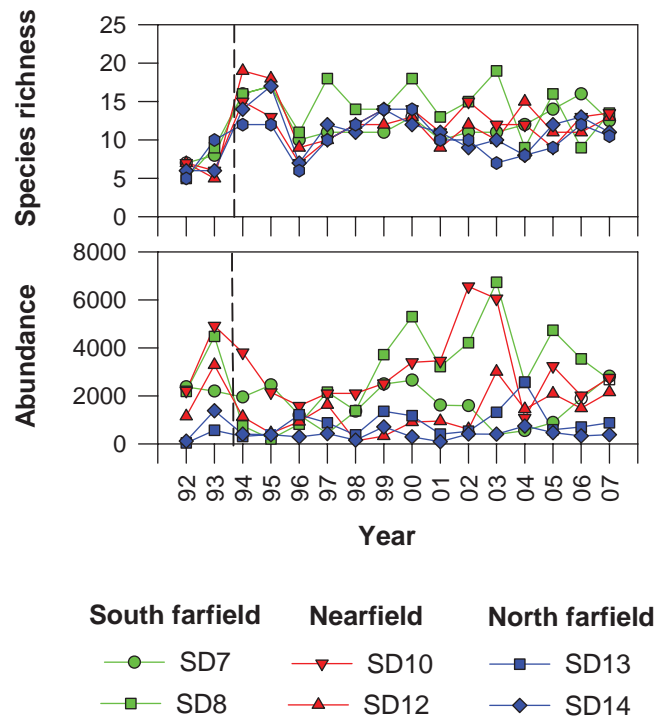 Species richness
25
20
15
10
5
0
Abundance
8000
6000
4000
2000
0
92 93 94 95 96 97 98 99 00 01 02 03 04 05 06 07
Year
South farfield Nearfield North farfield
SD7 SD10 SD13
SD8 SD12 SD14